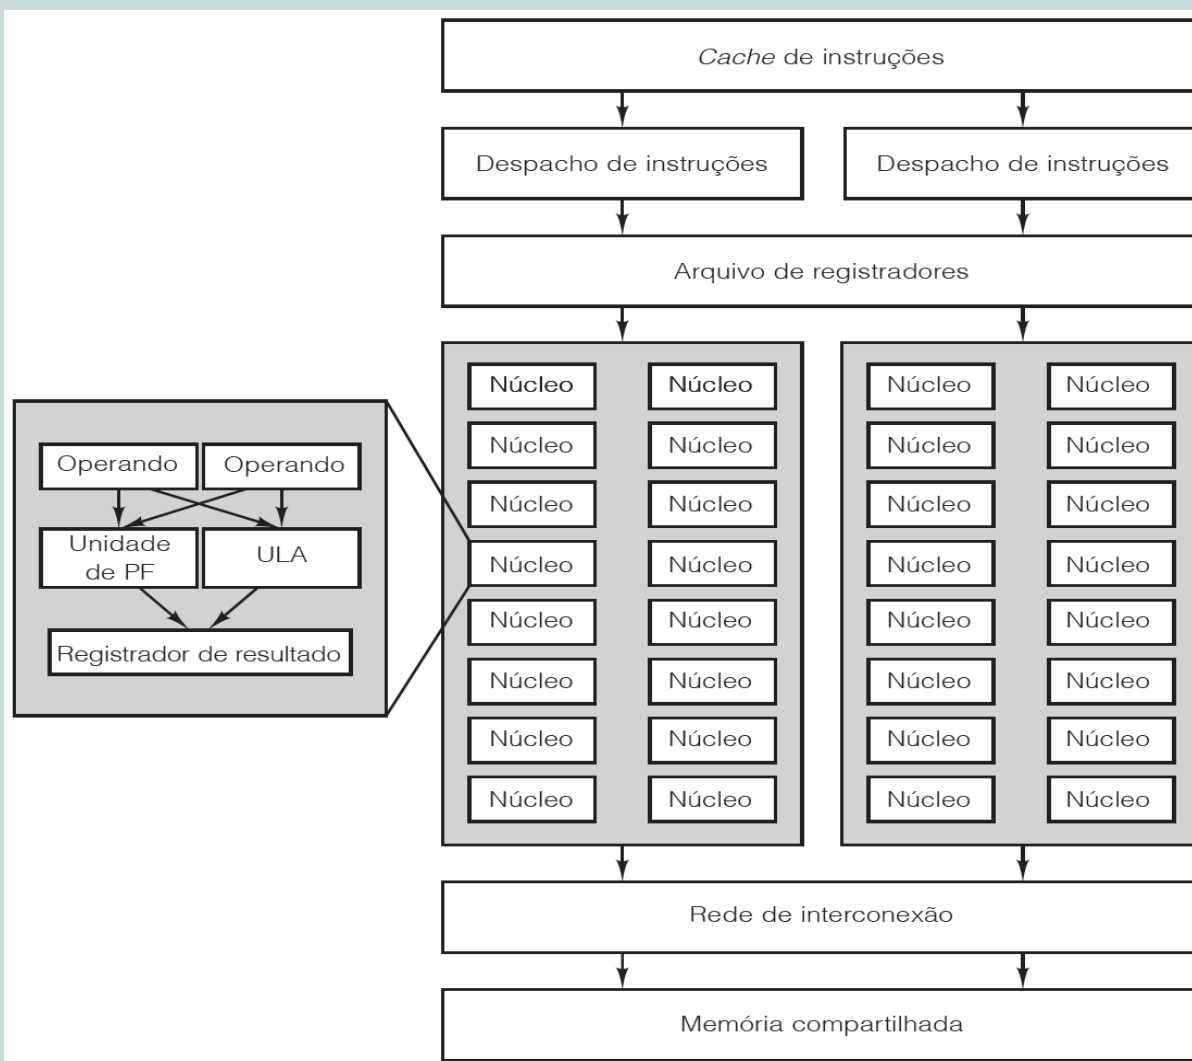 Cache de instruções
Despacho de instruções
Despacho de instruções
Arquivo de registradores
Núcleo Núcleo Núcleo Núcleo
Núcleo Núcleo Núcleo Núcleo
Núcleo Núcleo Núcleo Núcleo
Núcleo Núcleo Núcleo Núcleo
Núcleo Núcleo Núcleo Núcleo
Núcleo Núcleo Núcleo Núcleo
Núcleo Núcleo Núcleo Núcleo
Núcleo Núcleo Núcleo Núcleo
Operando Operando
Unidade
de PF
ULA
Registrador de resultado
Rede de interconexão
Memória compartilhada